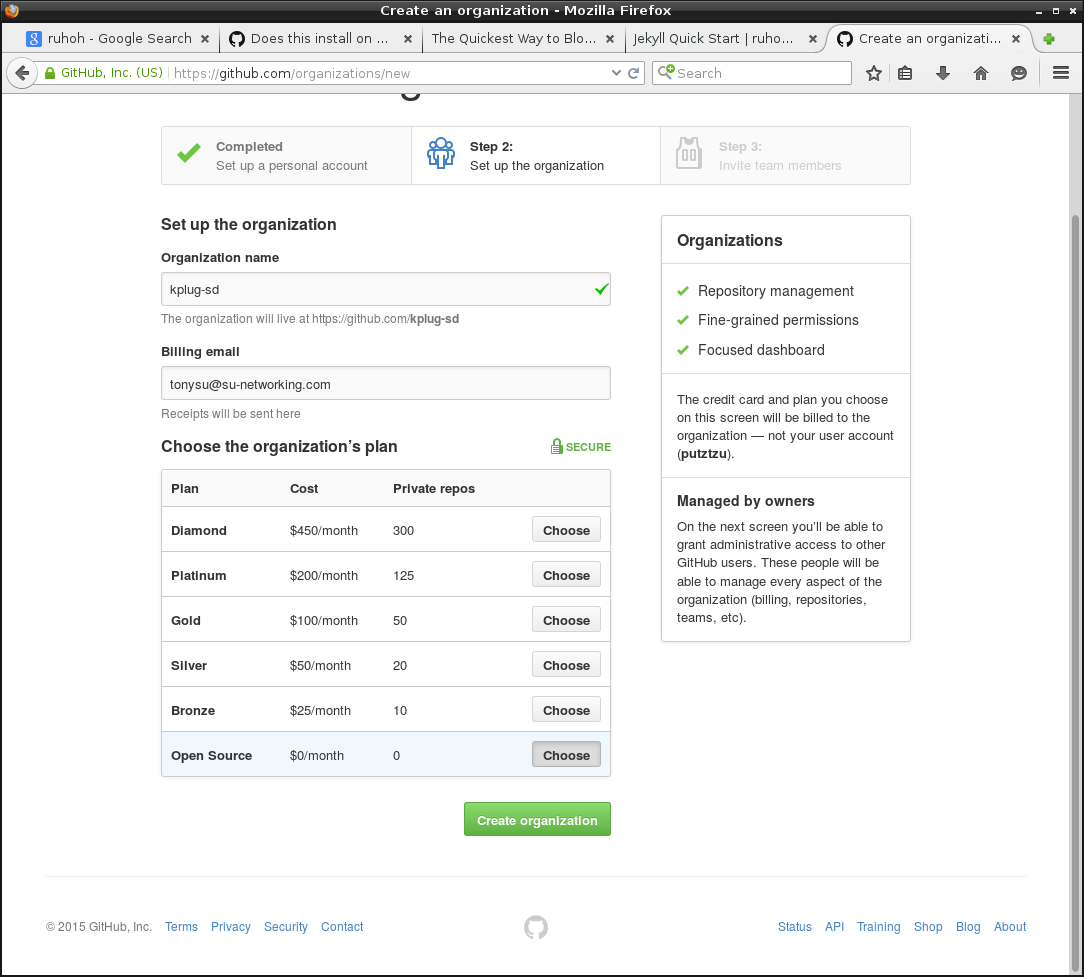 Create an organization - Mozilla Firefox
ruhoh - Google Search
Does this install on ...
The Quickest Way to Blo...
Jekyll Quick Start | ruho...
Create an organizati...
GitHub, Inc. (US)
https://github.com/organizations/new
Search
Completed
Set up a personal account
Step 2:
Set up the organization
Step 3:
Invite team members
Set up the organization
Organization name
kplug-sd
The organization will live at https://github.com/kplug-sd
Billing email
tonysu@su-networking.com
Receipts will be sent here
Choose the organization's plan
SECURE
Plan Cost Private repos
Diamond $450/month 300 Choose
Platinum $200/month 125 Choose
Gold $100/month 50 Choose
Silver $50/month 20 Choose
Bronze $25/month 10 Choose
Open Source $0/month 0 Choose
Create organization
Organizations
Repository management
Fine-grained permissions
Focused dashboard
The credit card and plan you choose
on this screen will be billed to the
organization — not your user account
(putztzu).
Managed by owners
On the next screen you'll be able to
grant administrative access to other
GitHub users. These people will be
able to manage every aspect of the
organization (billing, repositories,
teams, etc).
© 2015 GitHub, Inc. Terms Privacy Security Contact
Status API Training Shop Blog About